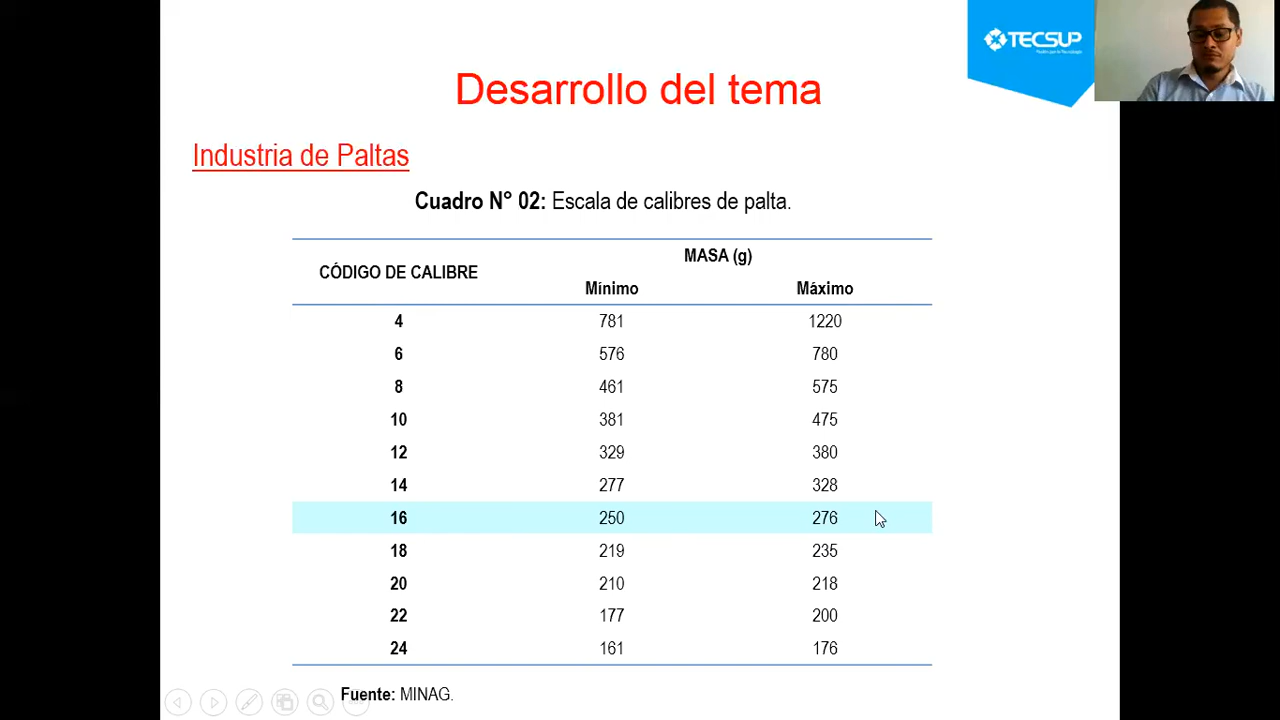 TECSUP
Desarrollo del tema
Industria de Paltas
Cuadro N° 02: Escala de calibres de palta.
CÓDIGO DE CALIBRE MASA (g)
Mínimo Máximo
4 781 1220
6 576 780
8 461 575
10 381 475
12 329 380
14 277 328
16 250 276
18 219 235
20 210 218
22 177 200
24 161 176
Fuente: MINAG.